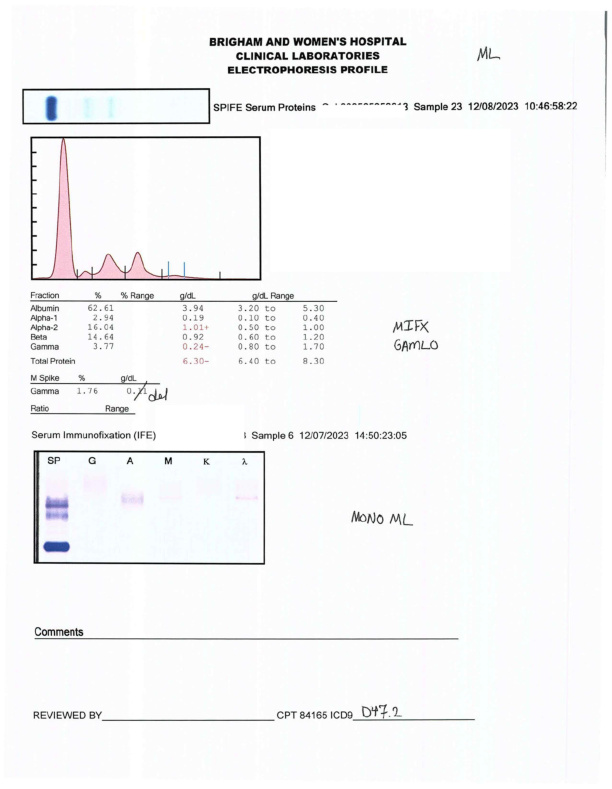 BRIGHAM AND WOMEN'S HOSPITAL
CLINICAL LABORATORIES
ELECTROPHORESIS PROFILE
ML
SPIFE Serum Proteins 3 Sample 23 12/08/2023 10:46:58:22
Fraction % % Range g/dL g/dL Range
Albumin 62.61 3.94 3.20 to 5.30
Alpha-1 2.94 0.19 0.10 to 0.40
Alpha-2 16.04 1.01+ 0.50 to 1.00
Beta 14.64 0.92 0.60 to 1.20
Gamma 3.77 0.24- 0.80 to 1.70
Total Protein 6.30- 6.40 to 8.30
MIFX
GAMLO
M Spike % g/dL
Gamma 1.76 0.11 del
Ratio Range
Serum Immunofixation (IFE) Sample 6 12/07/2023 14:50:23:05
SP G A M K λ
MONO ML
Comments
REVIEWED BY CPT 84165 ICD9 D47.2